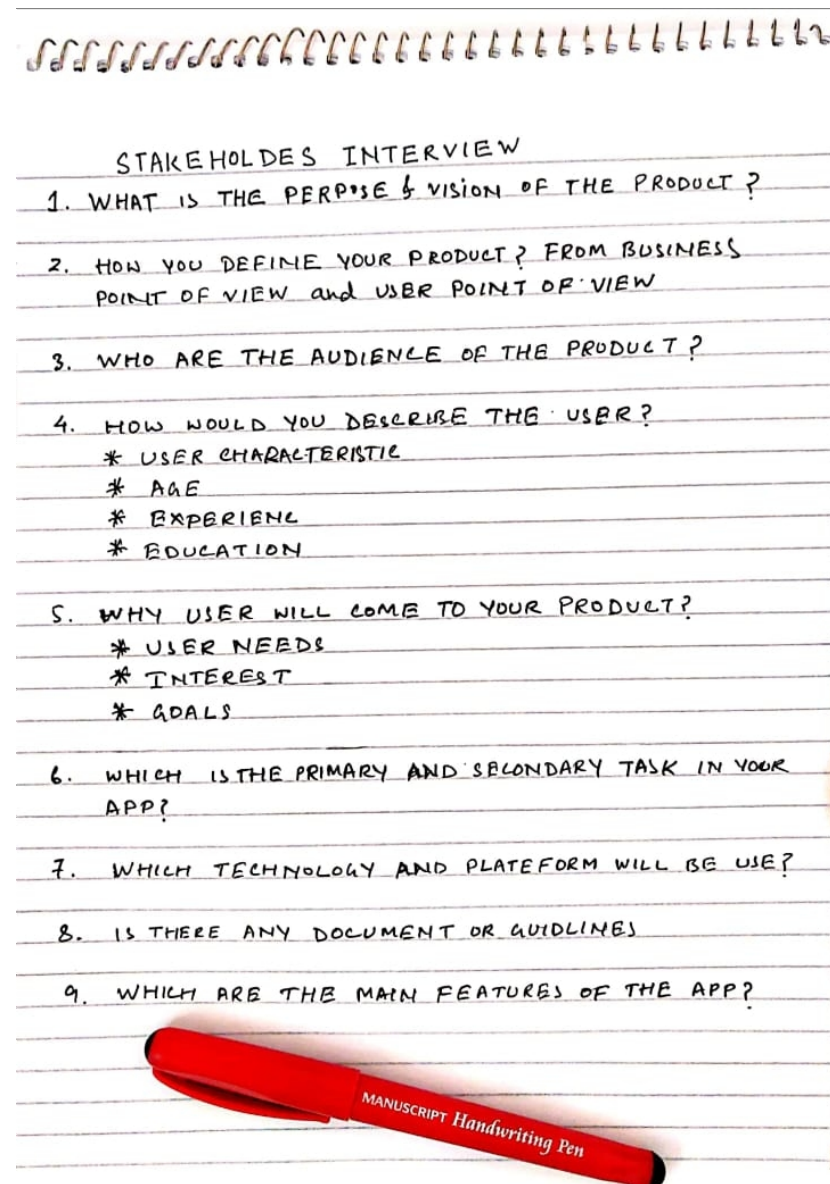 STAKEHOLDES INTERVIEW
1. WHAT IS THE PERPOSE & VISION OF THE PRODUCT?
2. HOW YOU DEFINE YOUR PRODUCT? FROM BUSINESS
POINT OF VIEW and USER POINT OF VIEW
3. WHO ARE THE AUDIENCE OF THE PRODUCT?
4. HOW WOULD YOU DESCRIBE THE USER?
* USER CHARACTERISTIC
* AGE
* EXPERIENC
* EDUCATION
5. WHY USER WILL COME TO YOUR PRODUCT?
* USER NEEDS
* INTEREST
* GOALS
6. WHICH IS THE PRIMARY AND SECONDARY TASK IN YOUR
APP?
7. WHICH TECHNOLOGY AND PLATEFORM WILL BE USE?
8. IS THERE ANY DOCUMENT OR GUIDLINES
9. WHICH ARE THE MAIN FEATURES OF THE APP?
MANUSCRIPT Handwriting Pen